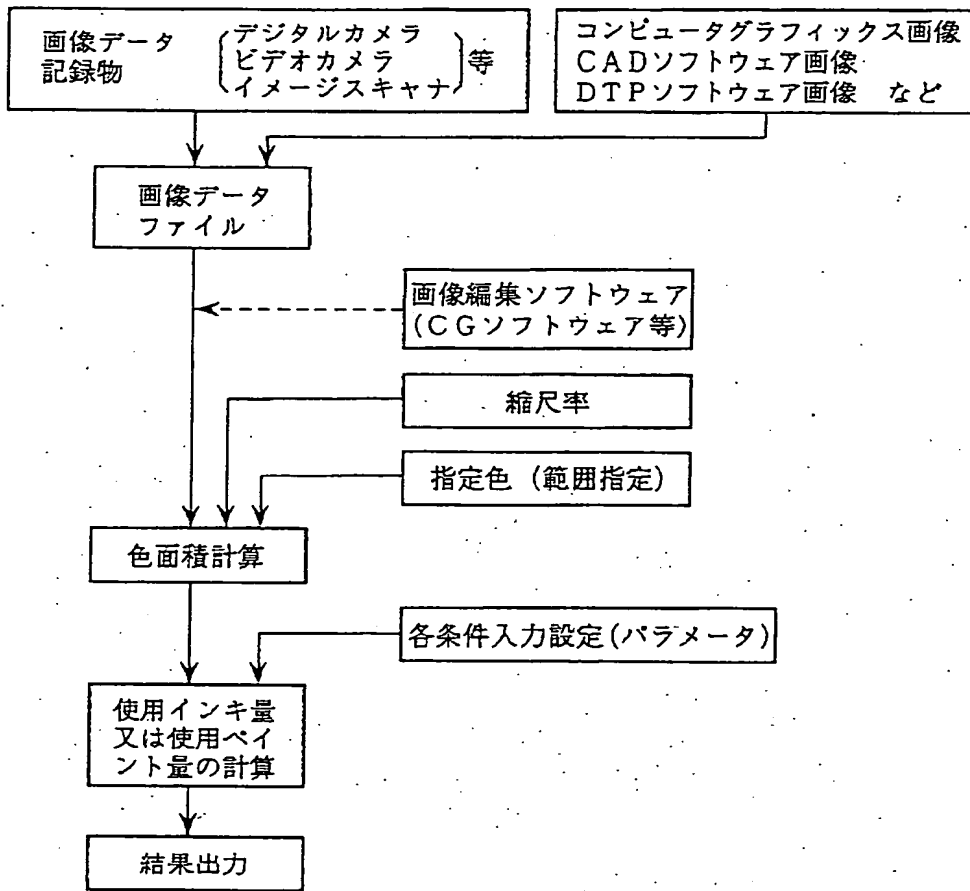 画像データ
記録物
デジタルカメラ
ビデオカメラ
イメージスキャナ
等
コンピュータグラフィックス画像
CADソフトウェア画像
DTPソフトウェア画像 など
画像データ
ファイル
画像編集ソフトウェア
(CGソフトウェア等)
縮尺率
指定色(範囲指定)
色面積計算
各条件入力設定(パラメータ)
使用インキ量
又は使用ペイ
ント量の計算
結果出力